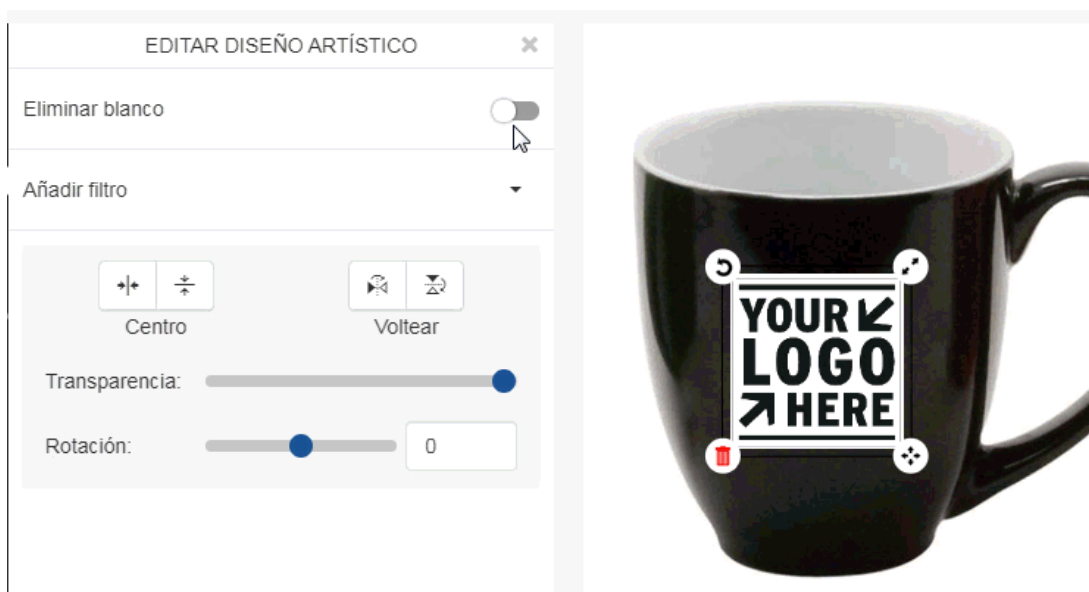 EDITAR DISEÑO ARTÍSTICO
Eliminar blanco
Añadir filtro
Centro
Voltear
Transparencia:
Rotación:
0
YOUR
LOGO
HERE